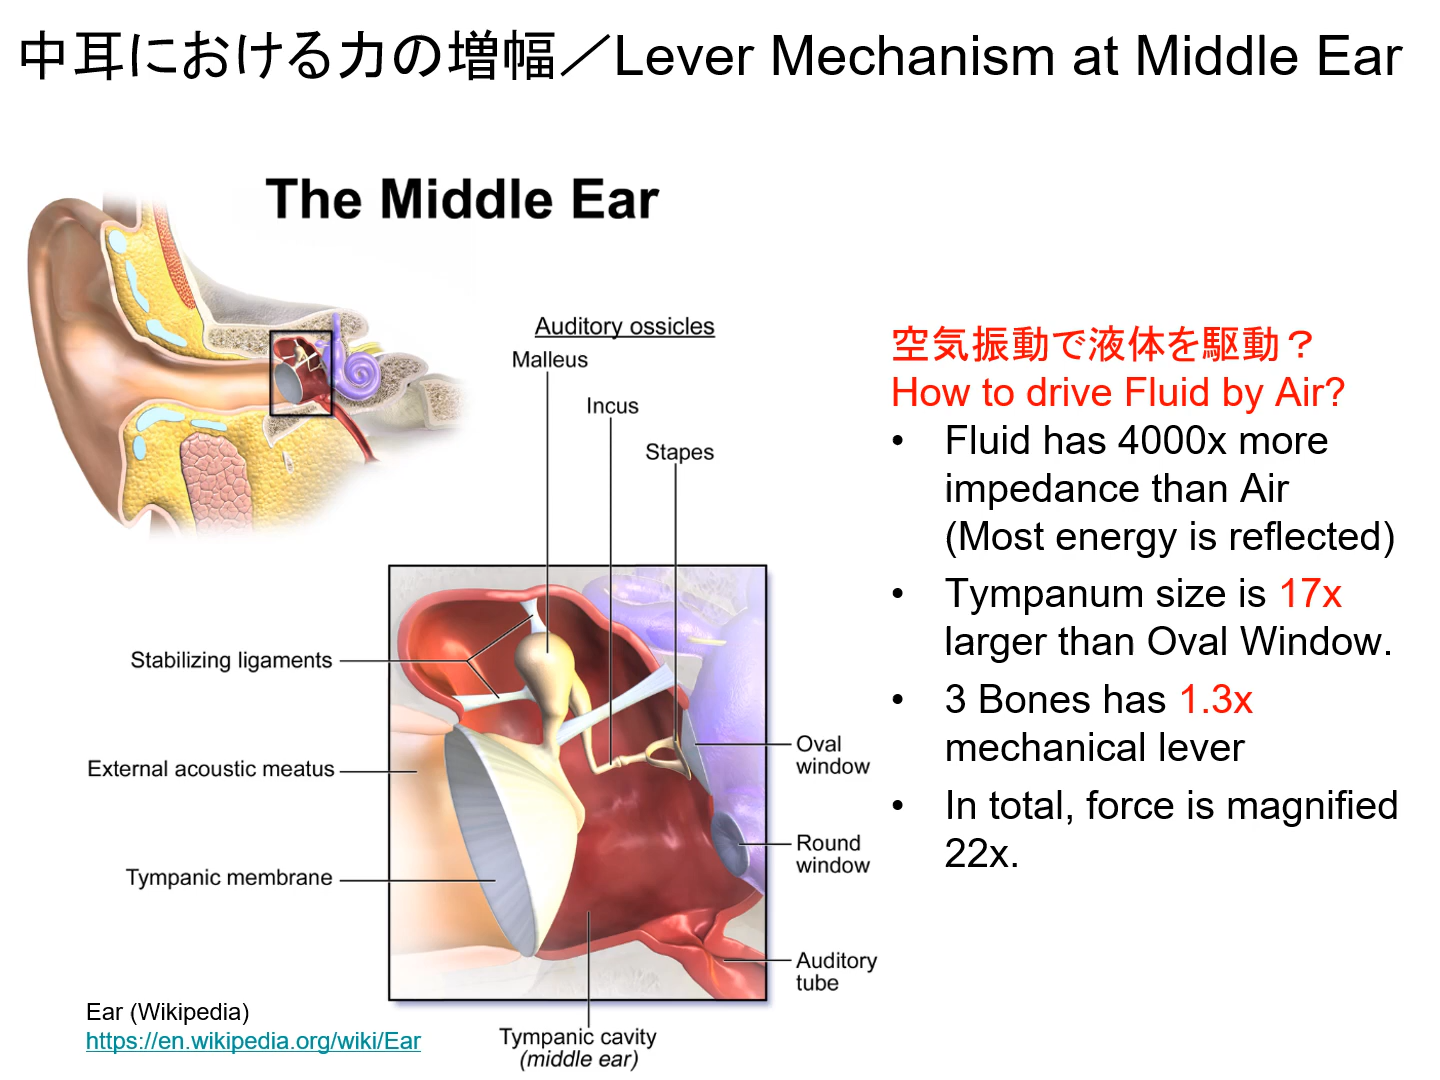 中耳における力の増幅／Lever Mechanism at Middle Ear
The Middle Ear
Auditory ossicles
Malleus
Incus
Stapes
Stabilizing ligaments
External acoustic meatus
Tympanic membrane
Oval
window
Round
window
Auditory
tube
Tympanic cavity
(middle ear)
Ear (Wikipedia)
https://en.wikipedia.org/wiki/Ear
空気振動で液体を駆動？
How to drive Fluid by Air?
• Fluid has 4000x more
impedance than Air
(Most energy is reflected)
• Tympanum size is 17x
larger than Oval Window.
• 3 Bones has 1.3x
mechanical lever
• In total, force is magnified
22x.